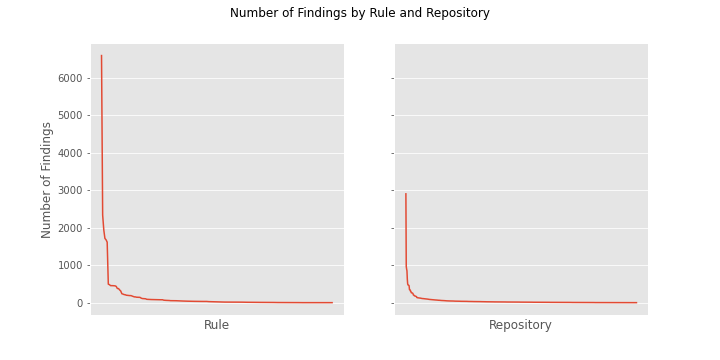 Number of Findings by Rule and Repository
Number of Findings
6000
5000
4000
3000
2000
1000
0
Rule
Repository